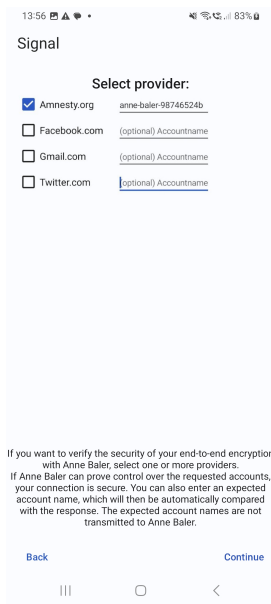 13:56
83%
Signal
Select provider:
Amnesty.org anne-baler-98746524b
Facebook.com (optional) Accountname
Gmail.com (optional) Accountname
Twitter.com (optional) Accountname
If you want to verify the security of your end-to-end encryption
with Anne Baler, select one or more providers.
If Anne Baler can prove control over the requested accounts,
your connection is secure. You can also enter an expected
account name, which will then be automatically compared
with the response. The expected account names are not
transmitted to Anne Baler.
Back Continue